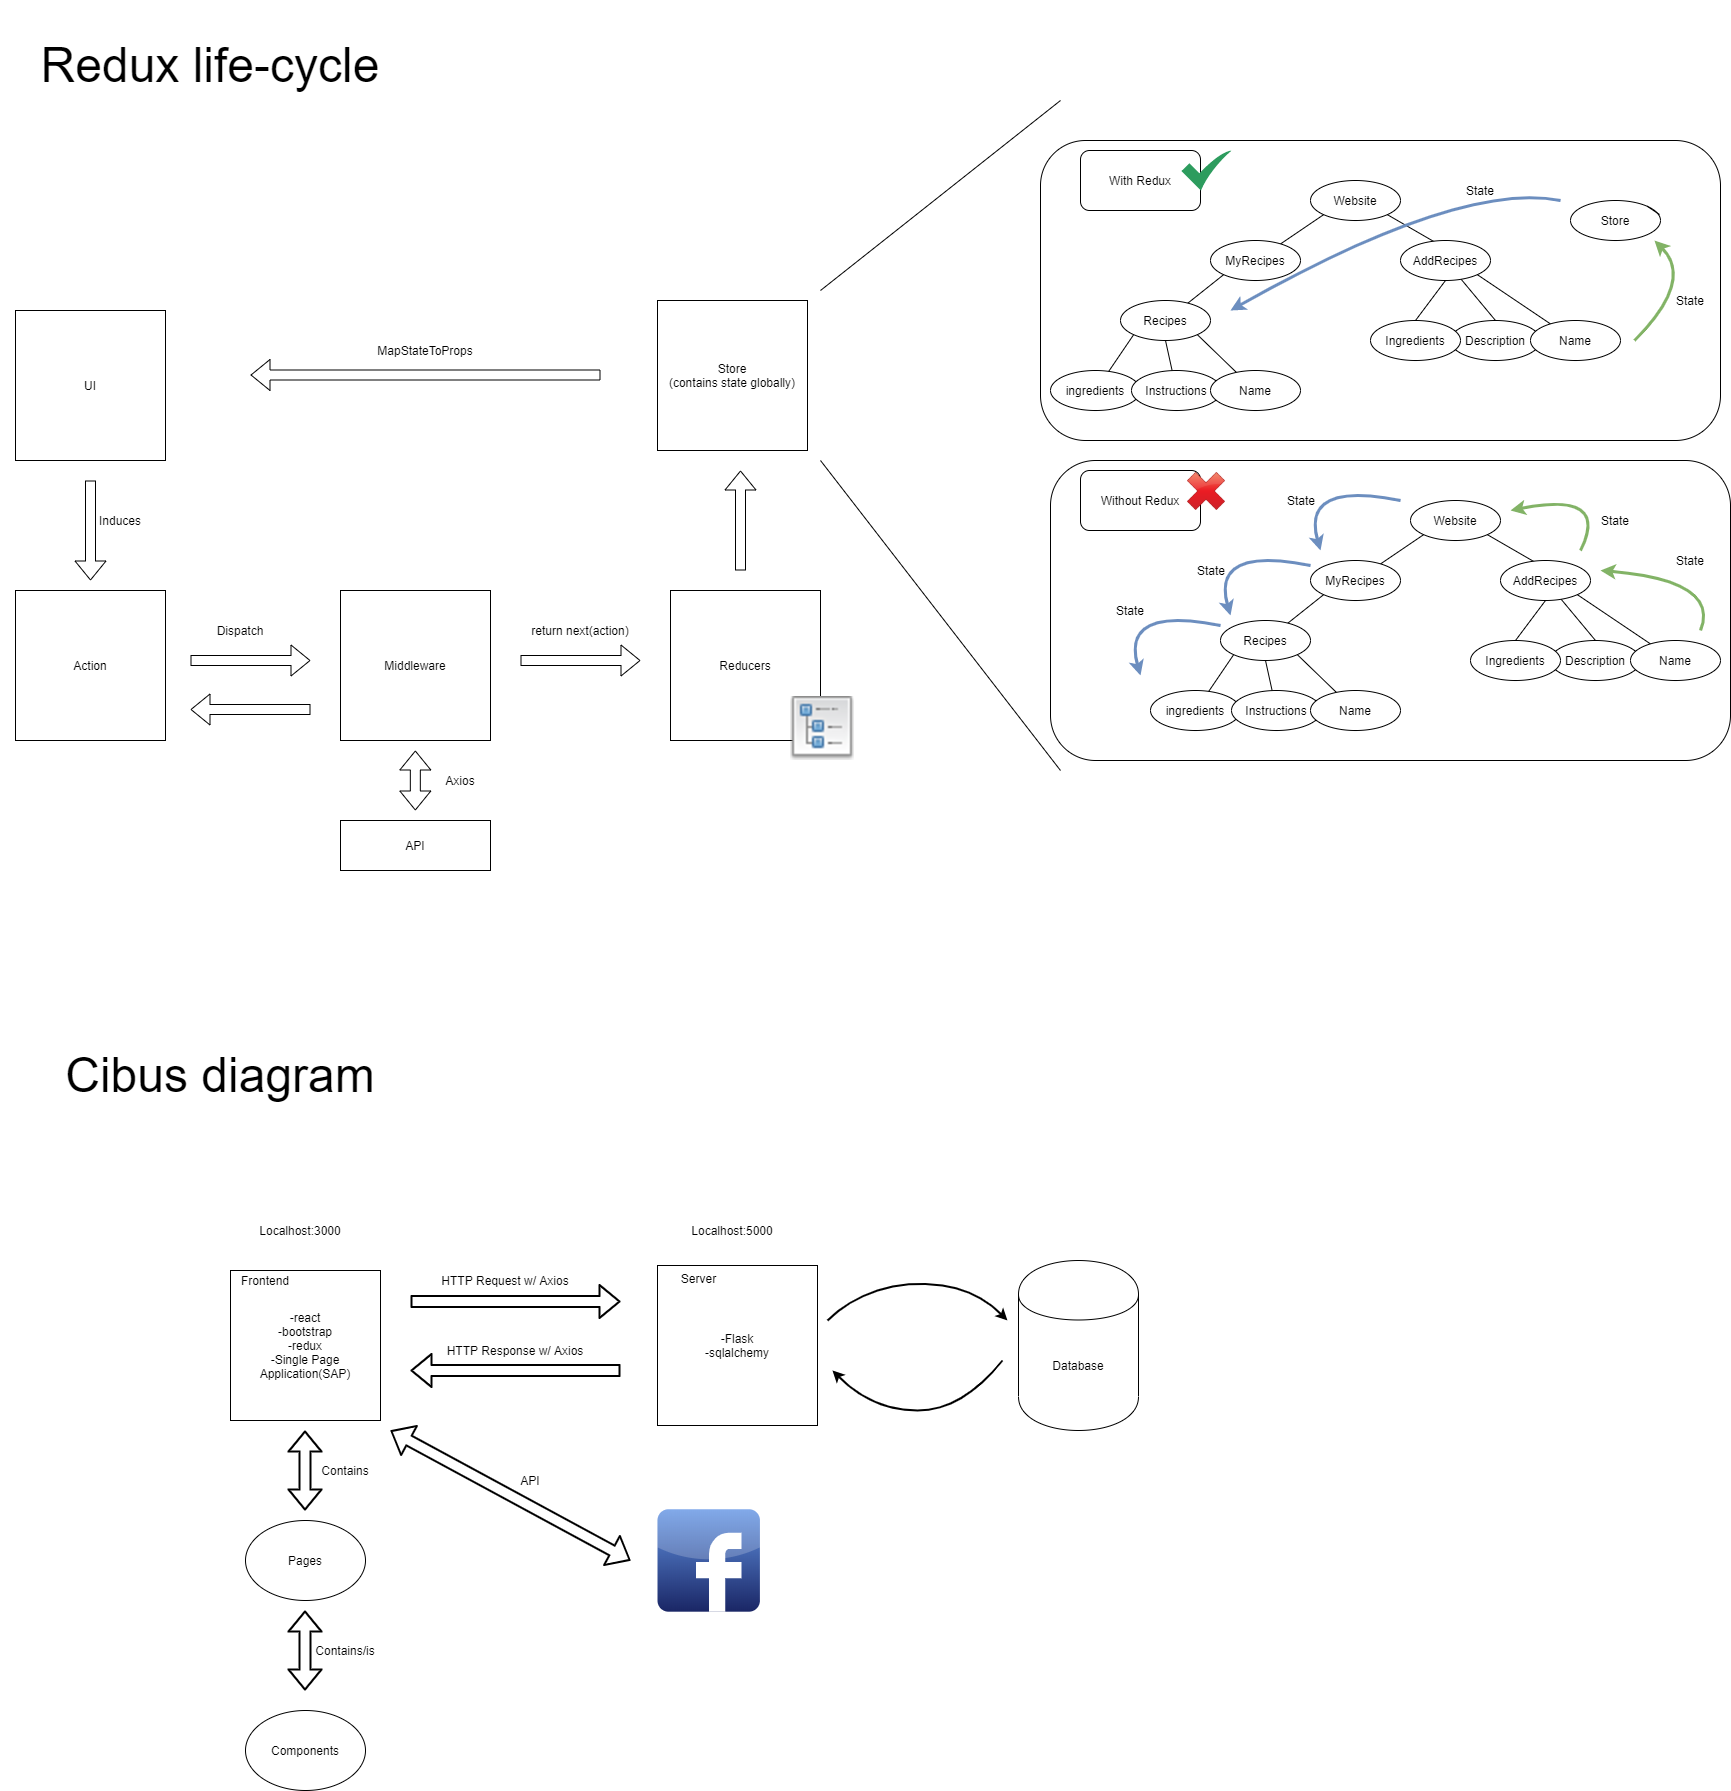 Redux life-cycle
With Redux
Website
State
Store
MyRecipes
AddRecipes
State
Recipes
Ingredients
Description
Name
ingredients
Instructions
Name
UI
MapStateToProps
Store
(contains state globally)
Induces
Without Redux
State
Website
State
State
MyRecipes
AddRecipes
State
State
Recipes
Ingredients
Description
Name
ingredients
Instructions
Name
Action
Dispatch
Middleware
return next(action)
Reducers
Axios
API
Cibus diagram
Localhost:3000
Localhost:5000
Frontend
-react
-bootstrap
-redux
-Single Page
Application(SAP)
HTTP Request w/ Axios
HTTP Response w/ Axios
Server
-Flask
-sqlalchemy
Database
Contains
API
f
Pages
Contains/is
Components